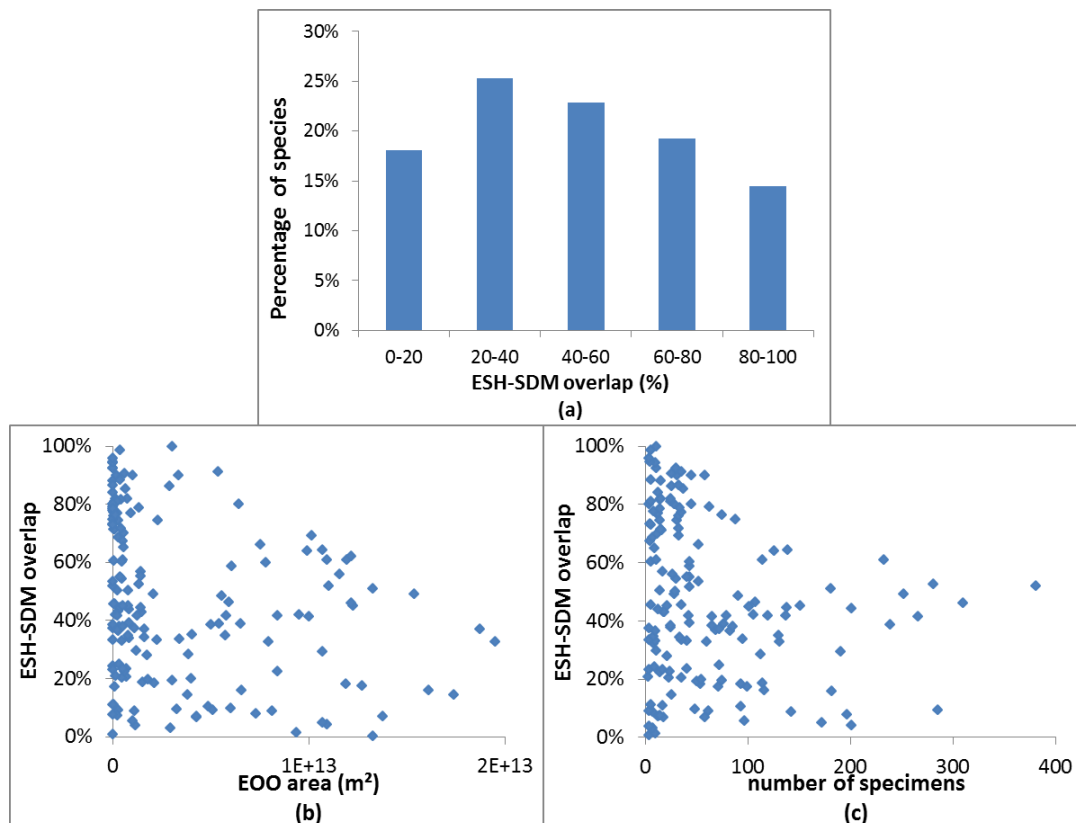 30%
25%
20%
15%
10%
5%
0%
Percentage of species
0-20 20-40 40-60 60-80 80-100
ESH-SDM overlap (%)
(a)
100%
80%
60%
40%
20%
0%
ESH-SDM overlap
0 1E+13 2E+13
EOO area (m²)
(b)
100%
80%
60%
40%
20%
0%
ESH-SDM overlap
0 100 200 300 400
number of specimens
(c)